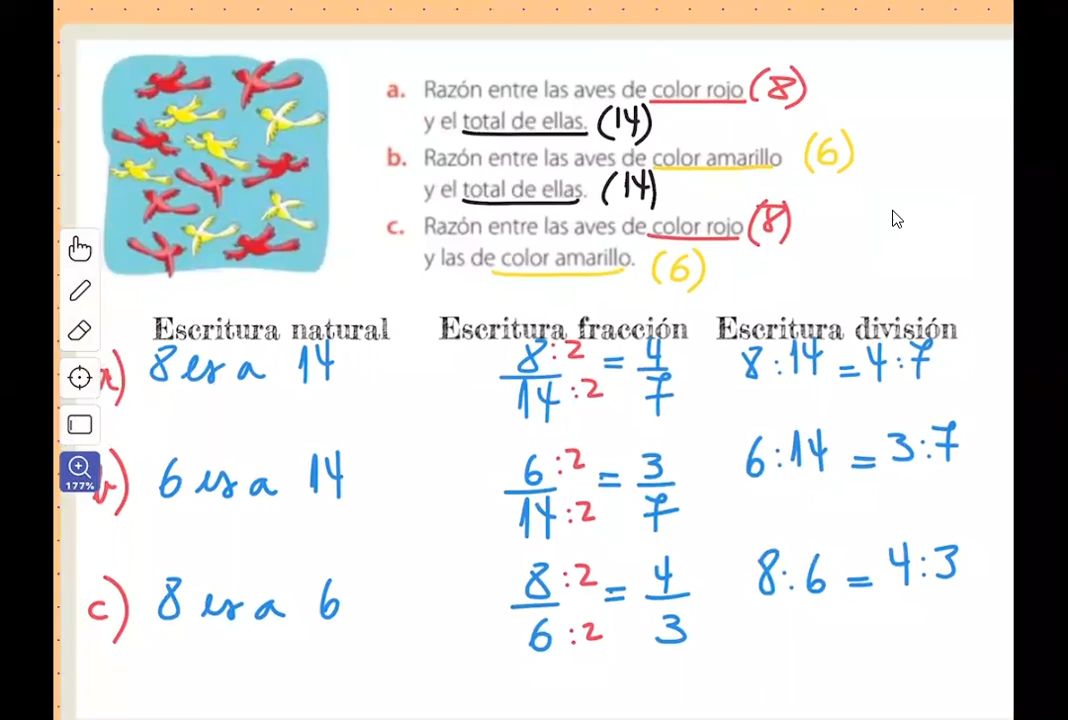 a. Razón entre las aves de color rojo (8)
y el total de ellas. (14)
b. Razón entre las aves de color amarillo (6)
y el total de ellas. (14)
c. Razón entre las aves de color rojo (8)
y las de color amarillo. (6)
Escritura natural Escritura fracción Escritura división
8 es a 14 8:2/14:2 = 4/7 8:14 = 4:7
6 es a 14 6:2/14:2 = 3/7 6:14 = 3:7
177%
c) 8 es a 6 8:2/6:2 = 4/3 8:6 = 4:3